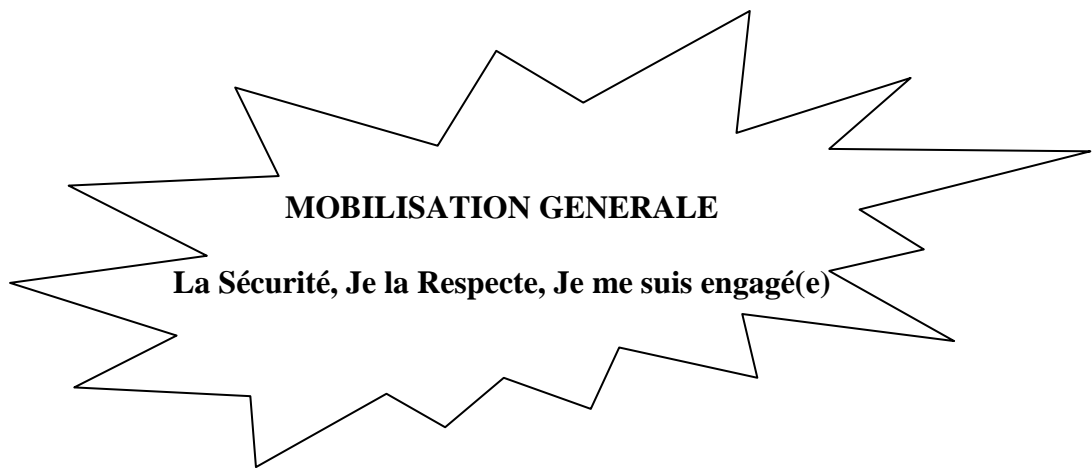 MOBILISATION GENERALE
La Sécurité, Je la Respecte, Je me suis engagé(e)